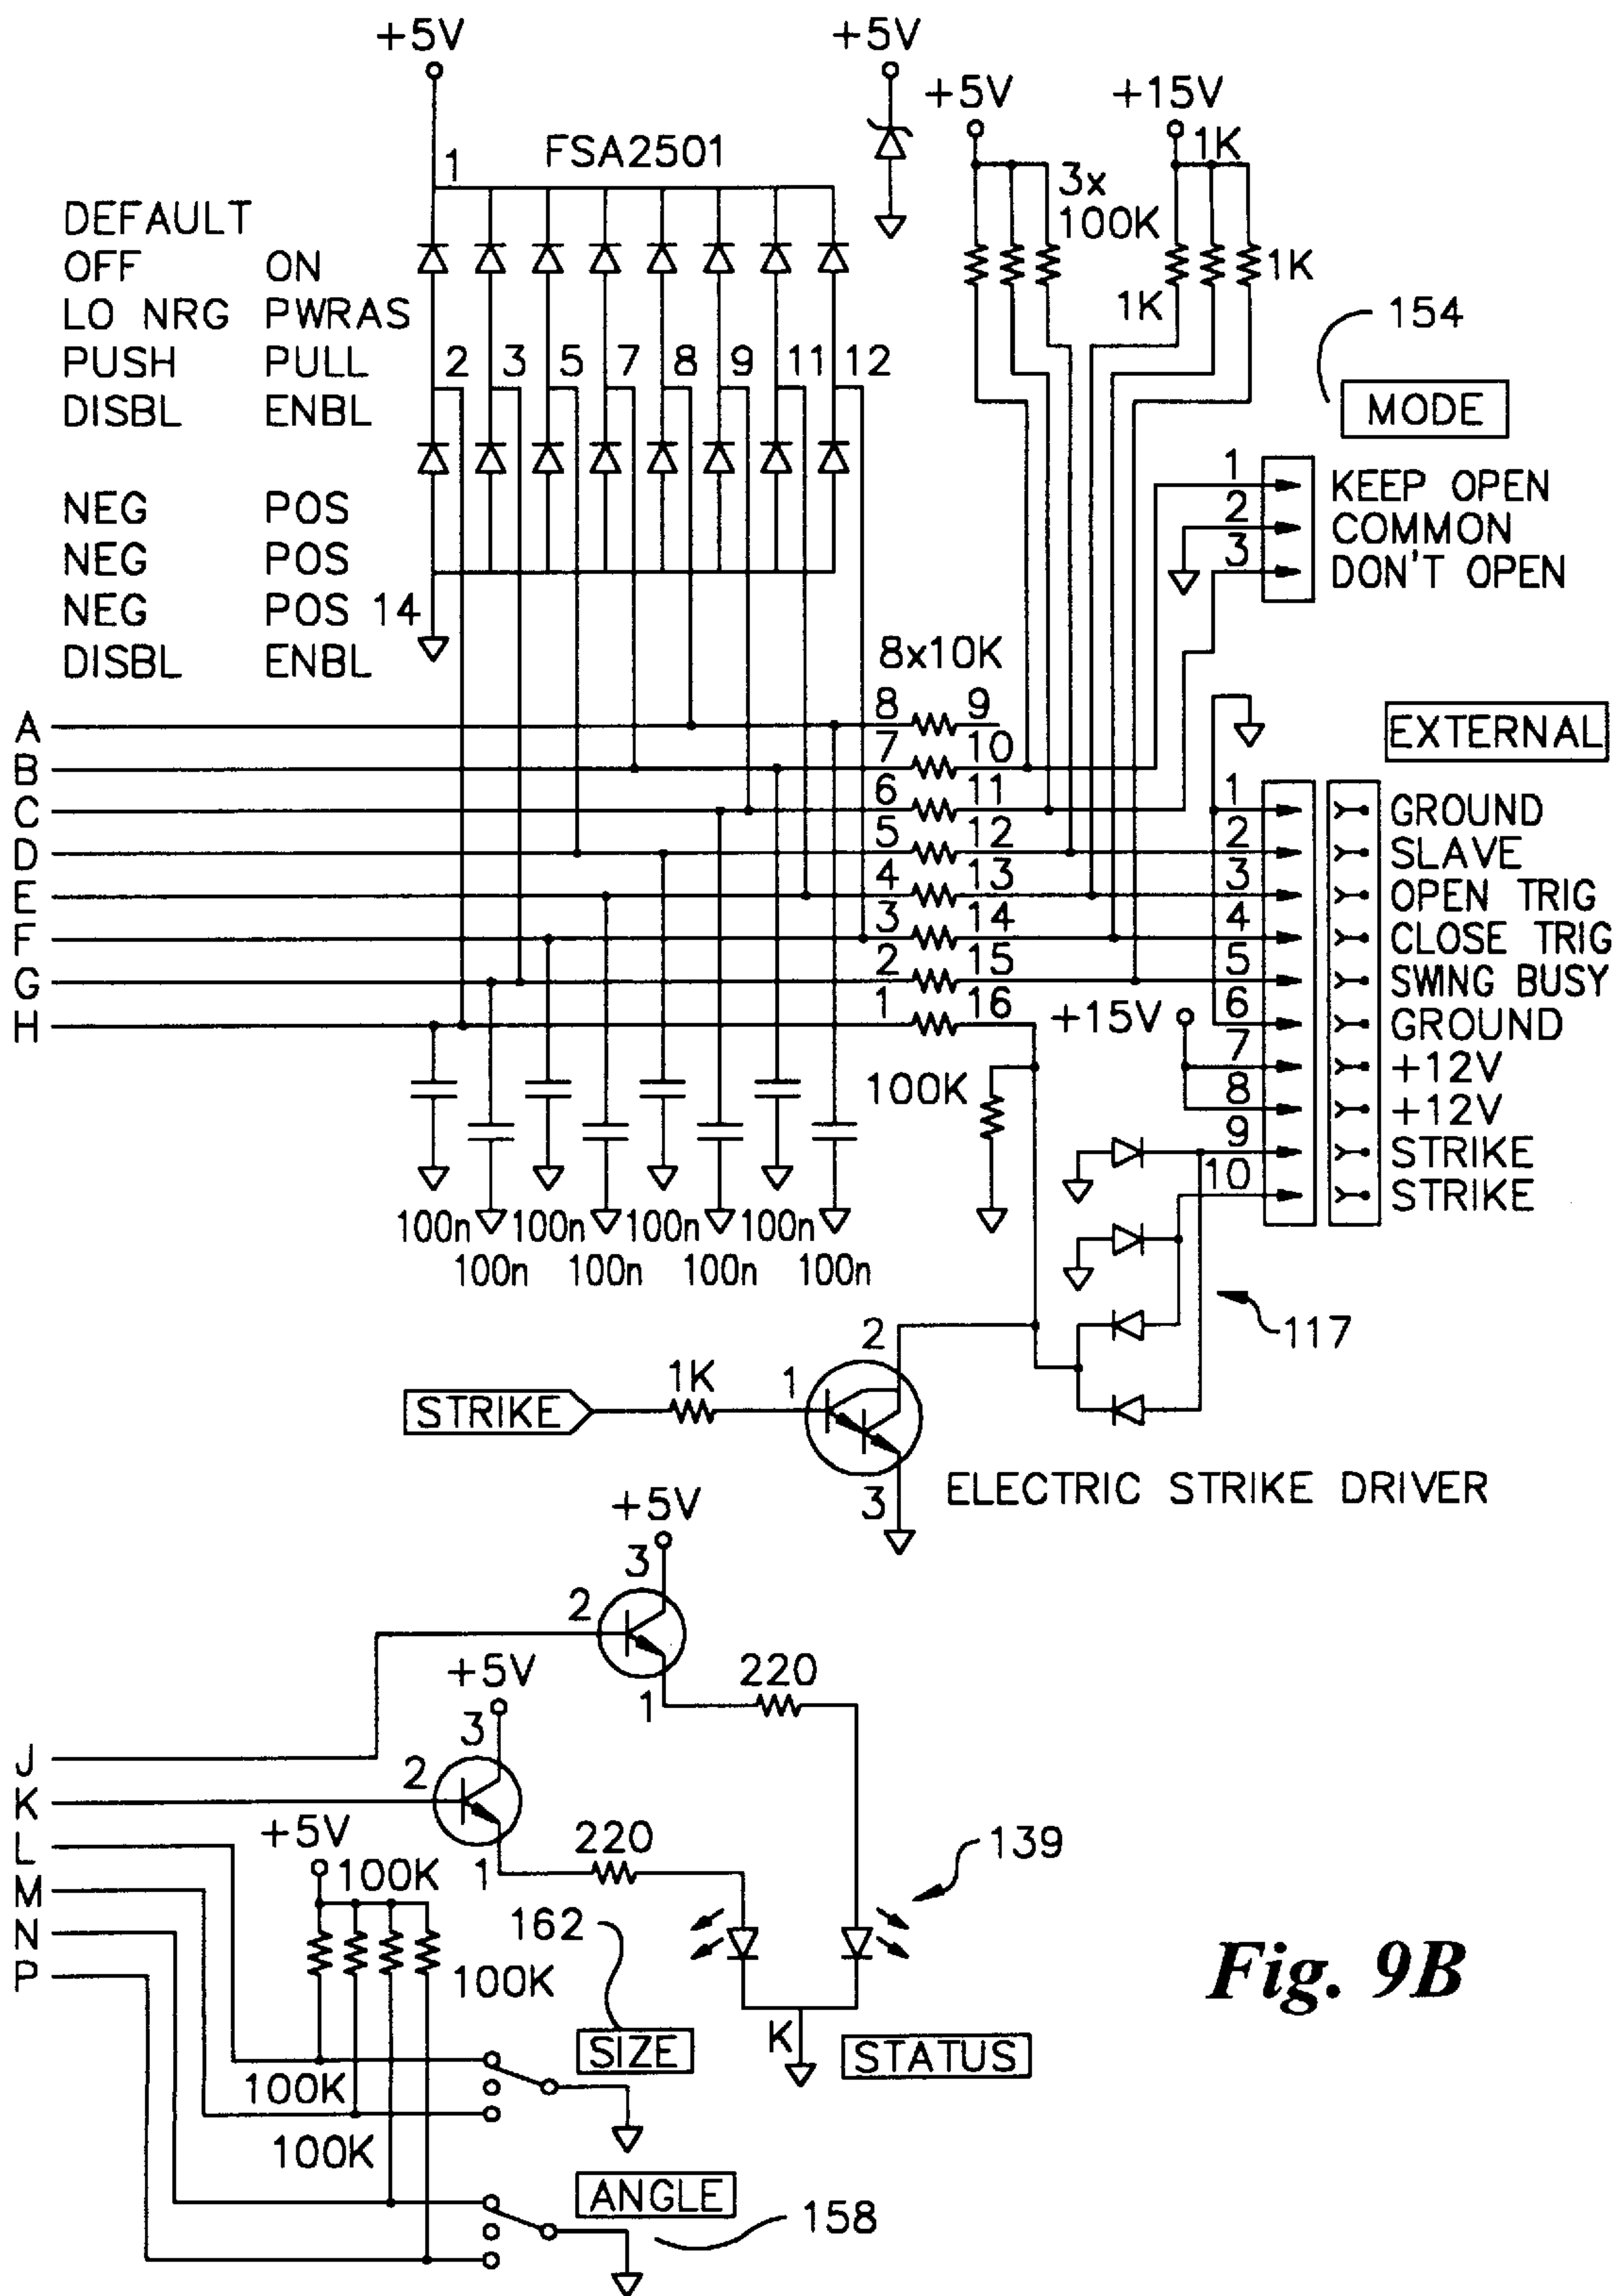 +5V +5V
+5V +15V
1 FSA2501 1K
3x
100K
DEFAULT
OFF ON
1K 1K
LO NRG PWRAS
154
PUSH PULL 2 3 5 7 8 9 11 12
DISBL ENBL
MODE
1 KEEP OPEN
NEG POS
2 COMMON
NEG POS
3 DON'T OPEN
NEG POS 14
DISBL ENBL
8x10K
A 8 9
EXTERNAL
B 7 10
C 6 11 1 GROUND
D 5 12 2 SLAVE
E 4 13 3 OPEN TRIG
F 3 14 4 CLOSE TRIG
G 2 15 5 SWING BUSY
H 1 16 +15V 6 GROUND
7 +12V
100K 8 +12V
9 STRIKE
10 STRIKE
100n 100n 100n 100n
100n 100n 100n 100n
117
2
STRIKE 1K 1
3 ELECTRIC STRIKE DRIVER
+5V
3
2
+5V 220
3 1
J
K 2
+5V 220 139
L 1
M 100K
N 162
P 100K
Fig. 9B
K
SIZE STATUS
100K
100K
ANGLE
158